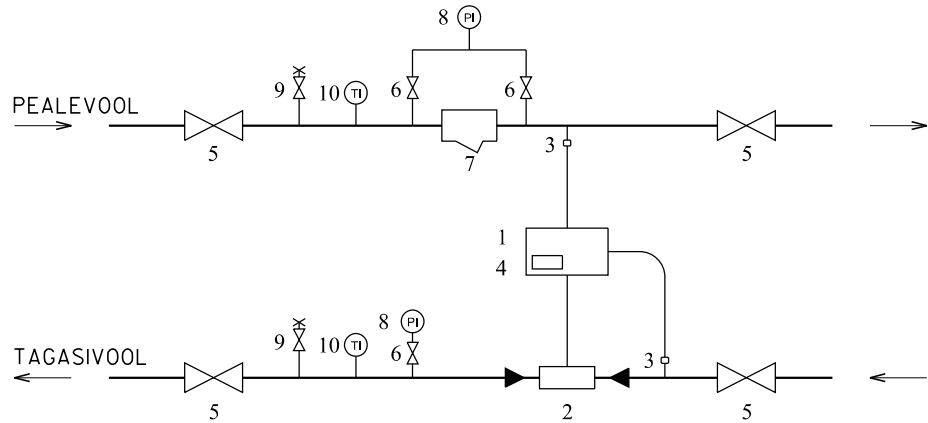 8 PI
9 10 TI 6 6
PEALEVOOL
5 7 3 5
1
4
9 10 TI 8 PI
6 3
TAGASIVOOL
5 2 5